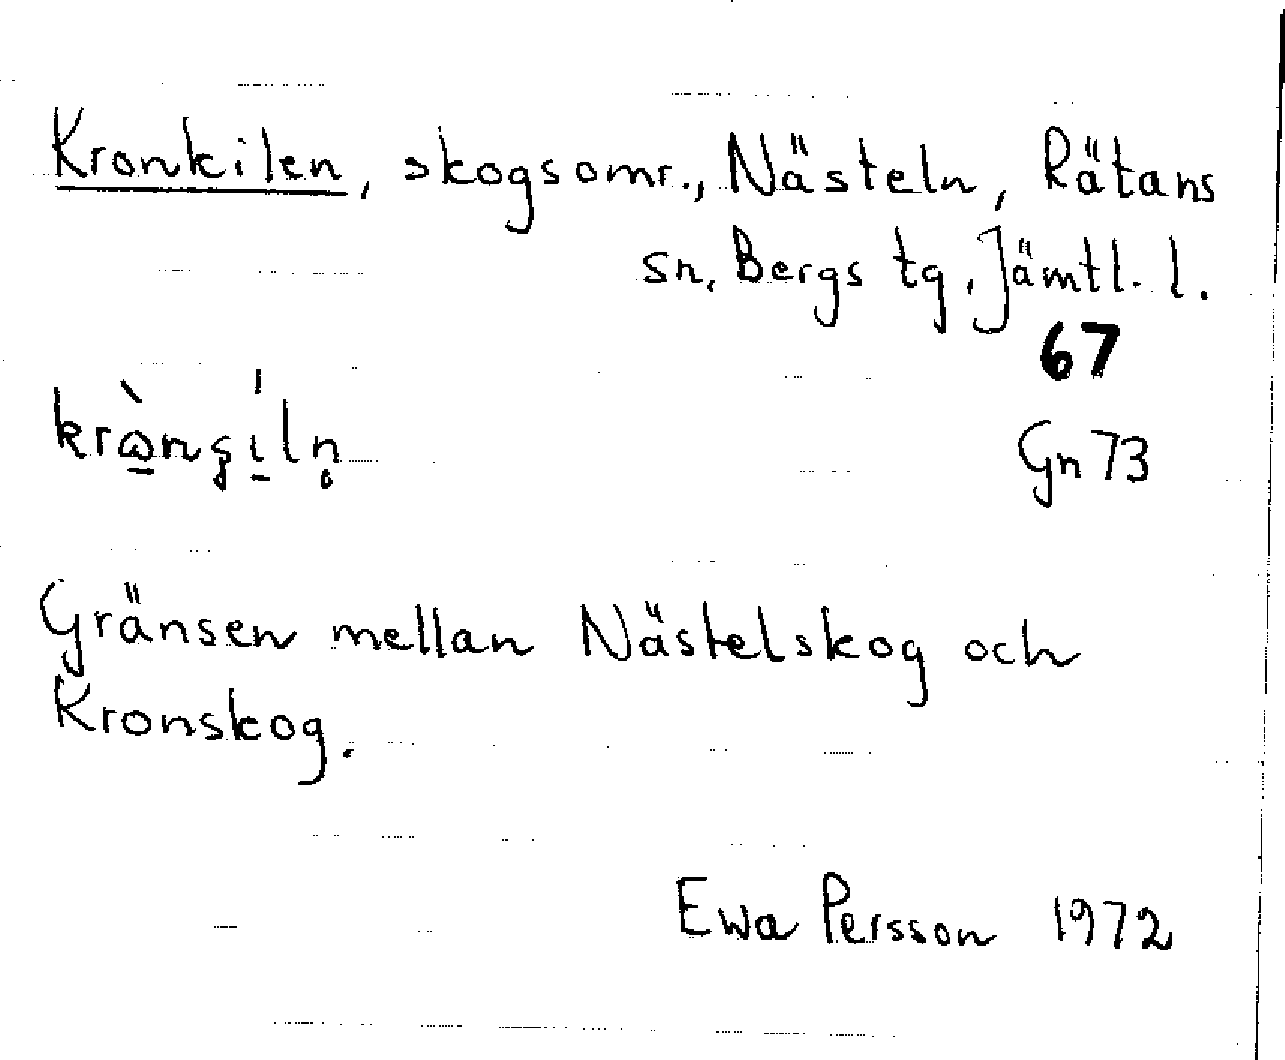 Kronkilen, skogsomr., Nästeln, Rätans
sn, Bergs tg, Jämtl. l.
67
Gn 73
Gränsen mellan Nästelskog och
Kronskog.
Ewa Persson 1972